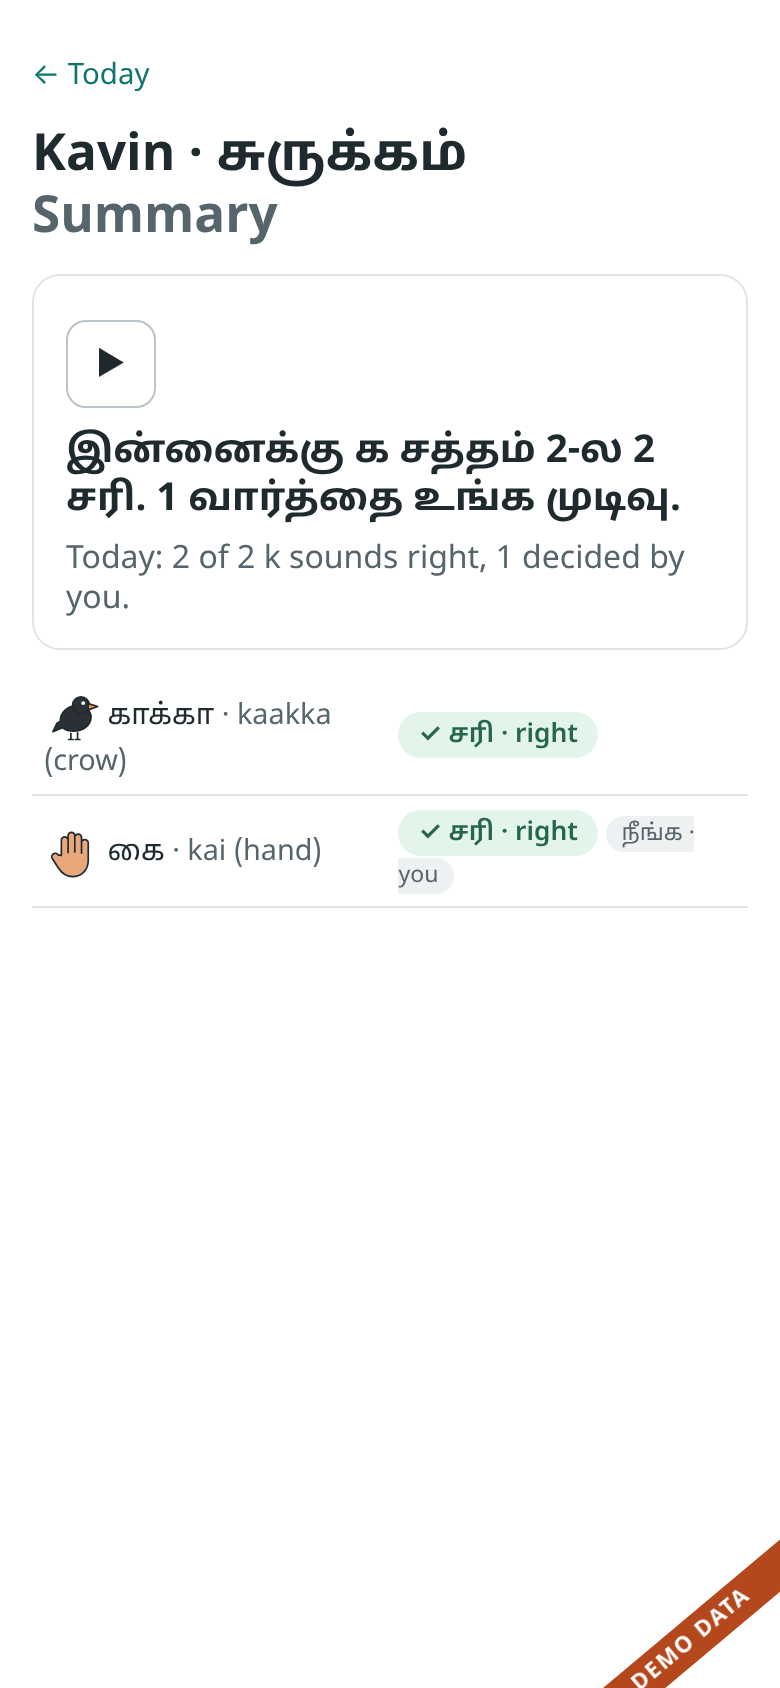 ← Today
Kavin · சுருக்கம்
Summary
இன்னைக்கு க சத்தம் 2-ல 2
சரி. 1 வார்த்தை உங்க முடிவு.
Today: 2 of 2 k sounds right, 1 decided by
you.
காக்கா · kaakka
(crow)
✓ சரி · right
கை · kai (hand)
✓ சரி · right நீங்க ·
you
DEMO DATA